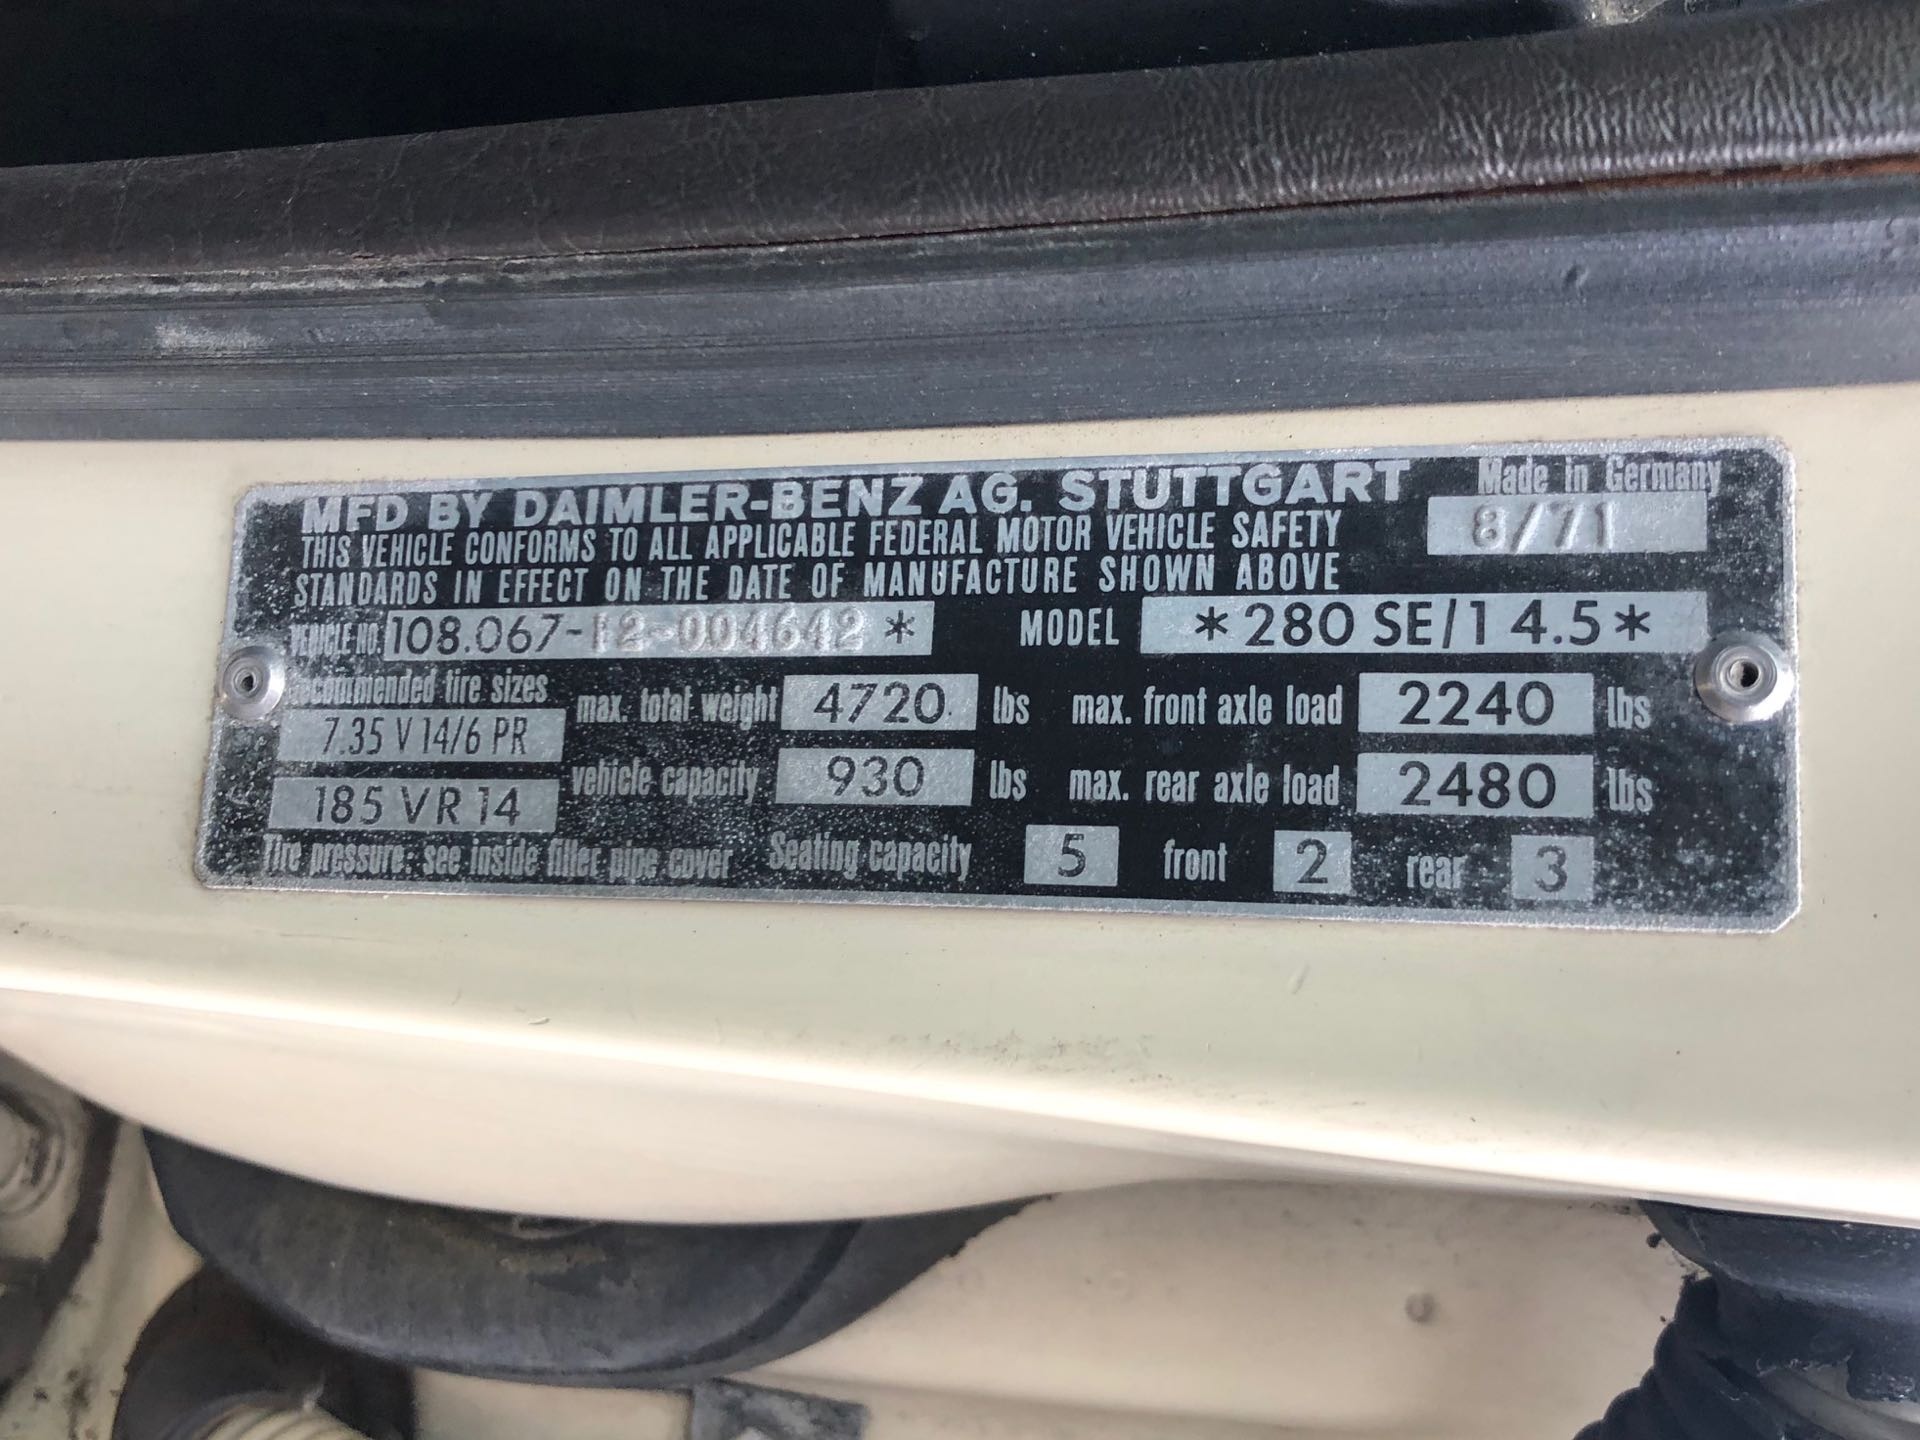 MFD BY DAIMLER-BENZ AG. STUTTGART Made in Germany
THIS VEHICLE CONFORMS TO ALL APPLICABLE FEDERAL MOTOR VEHICLE SAFETY 8/71
STANDARDS IN EFFECT ON THE DATE OF MANUFACTURE SHOWN ABOVE
VEHICLE NO. 108.067-12-004642 * MODEL *280 SE/1 4.5*
recommended tire sizes max. total weight 4720 lbs max. front axle load 2240 lbs
7.35 V 14/6 PR
185 VR 14 vehicle capacity 930 lbs max. rear axle load 2480 lbs
Tire pressure: see inside filler pipe cover Seating capacity 5 front 2 rear 3